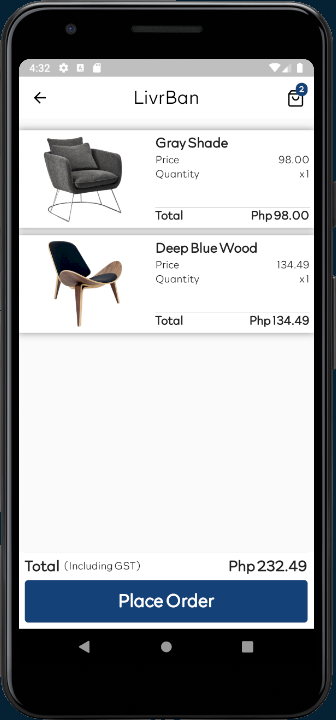 4:32
LivrBan
2
Gray Shade
Price 98.00
Quantity x1
Total Php 98.00
Deep Blue Wood
Price 134.49
Quantity x1
Total Php 134.49
Total (Including GST) Php 232.49
Place Order